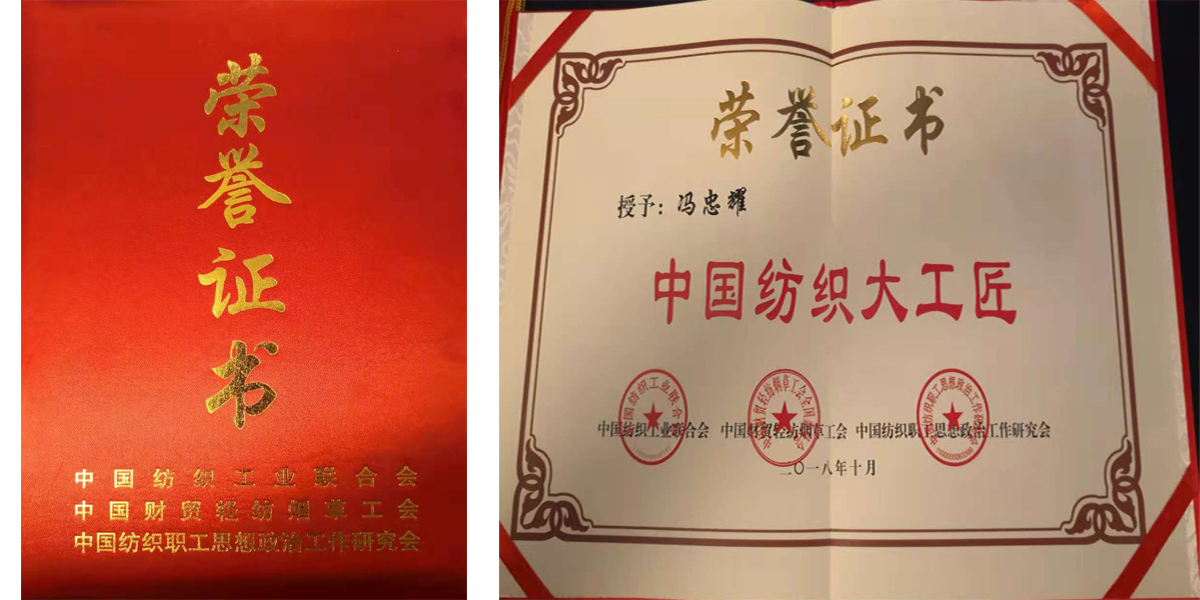 荣誉证书
中国纺织工业联合会
中国财贸轻纺烟草工会
中国纺织职工思想政治工作研究会
荣誉证书
授予：冯忠耀
中国纺织大工匠
中国纺织工业联合会 中国财贸轻纺烟草工会 中国纺织职工思想政治工作研究会
二〇一八年十月